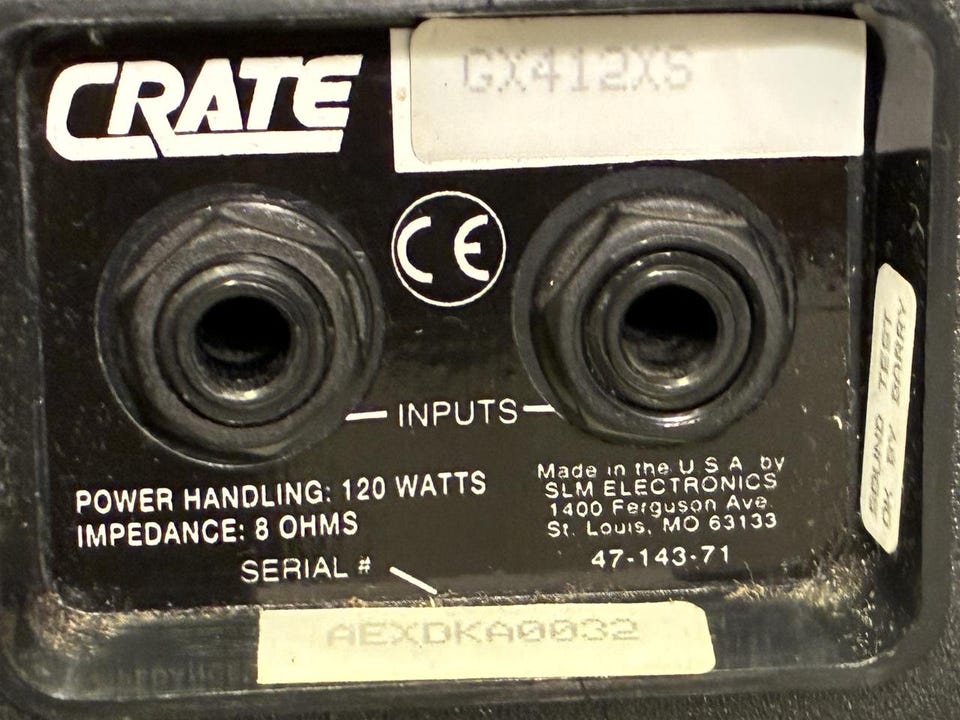 CRATE
GX412XS
CE
INPUTS
POWER HANDLING: 120 WATTS
IMPEDANCE: 8 OHMS
SERIAL #
Made in the U S A by
SLM ELECTRONICS
1400 Ferguson Ave.
St. Louis, MO 63133
47-143-71
SOUND TEST
OK BY DARRY
AEXDKA0032